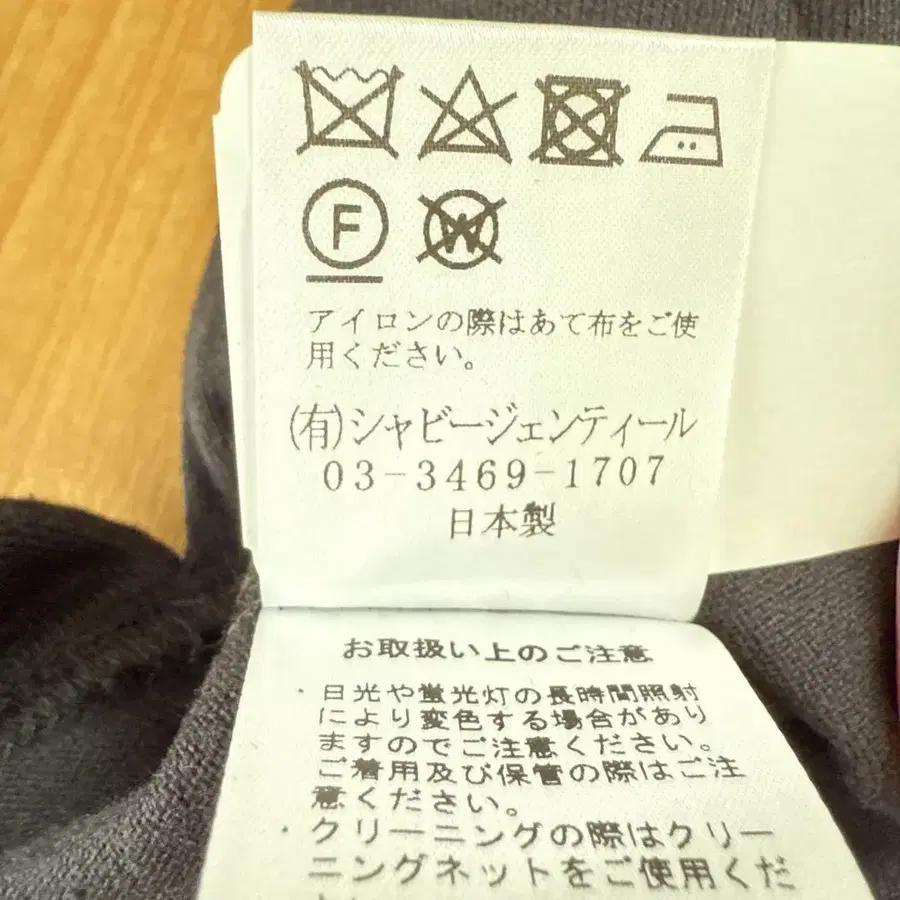 F
W
アイロンの際はあて布をご使
用ください。
(有)シャビージェンティール
03-3469-1707
日本製
お取扱い上のご注意
・日光や蛍光灯の長時間照射
により変色する場合があり
ますのでご注意ください。
ご着用及び保管の際はご注
意ください。
・クリーニングの際はクリー
ニングネットをご使用くだ